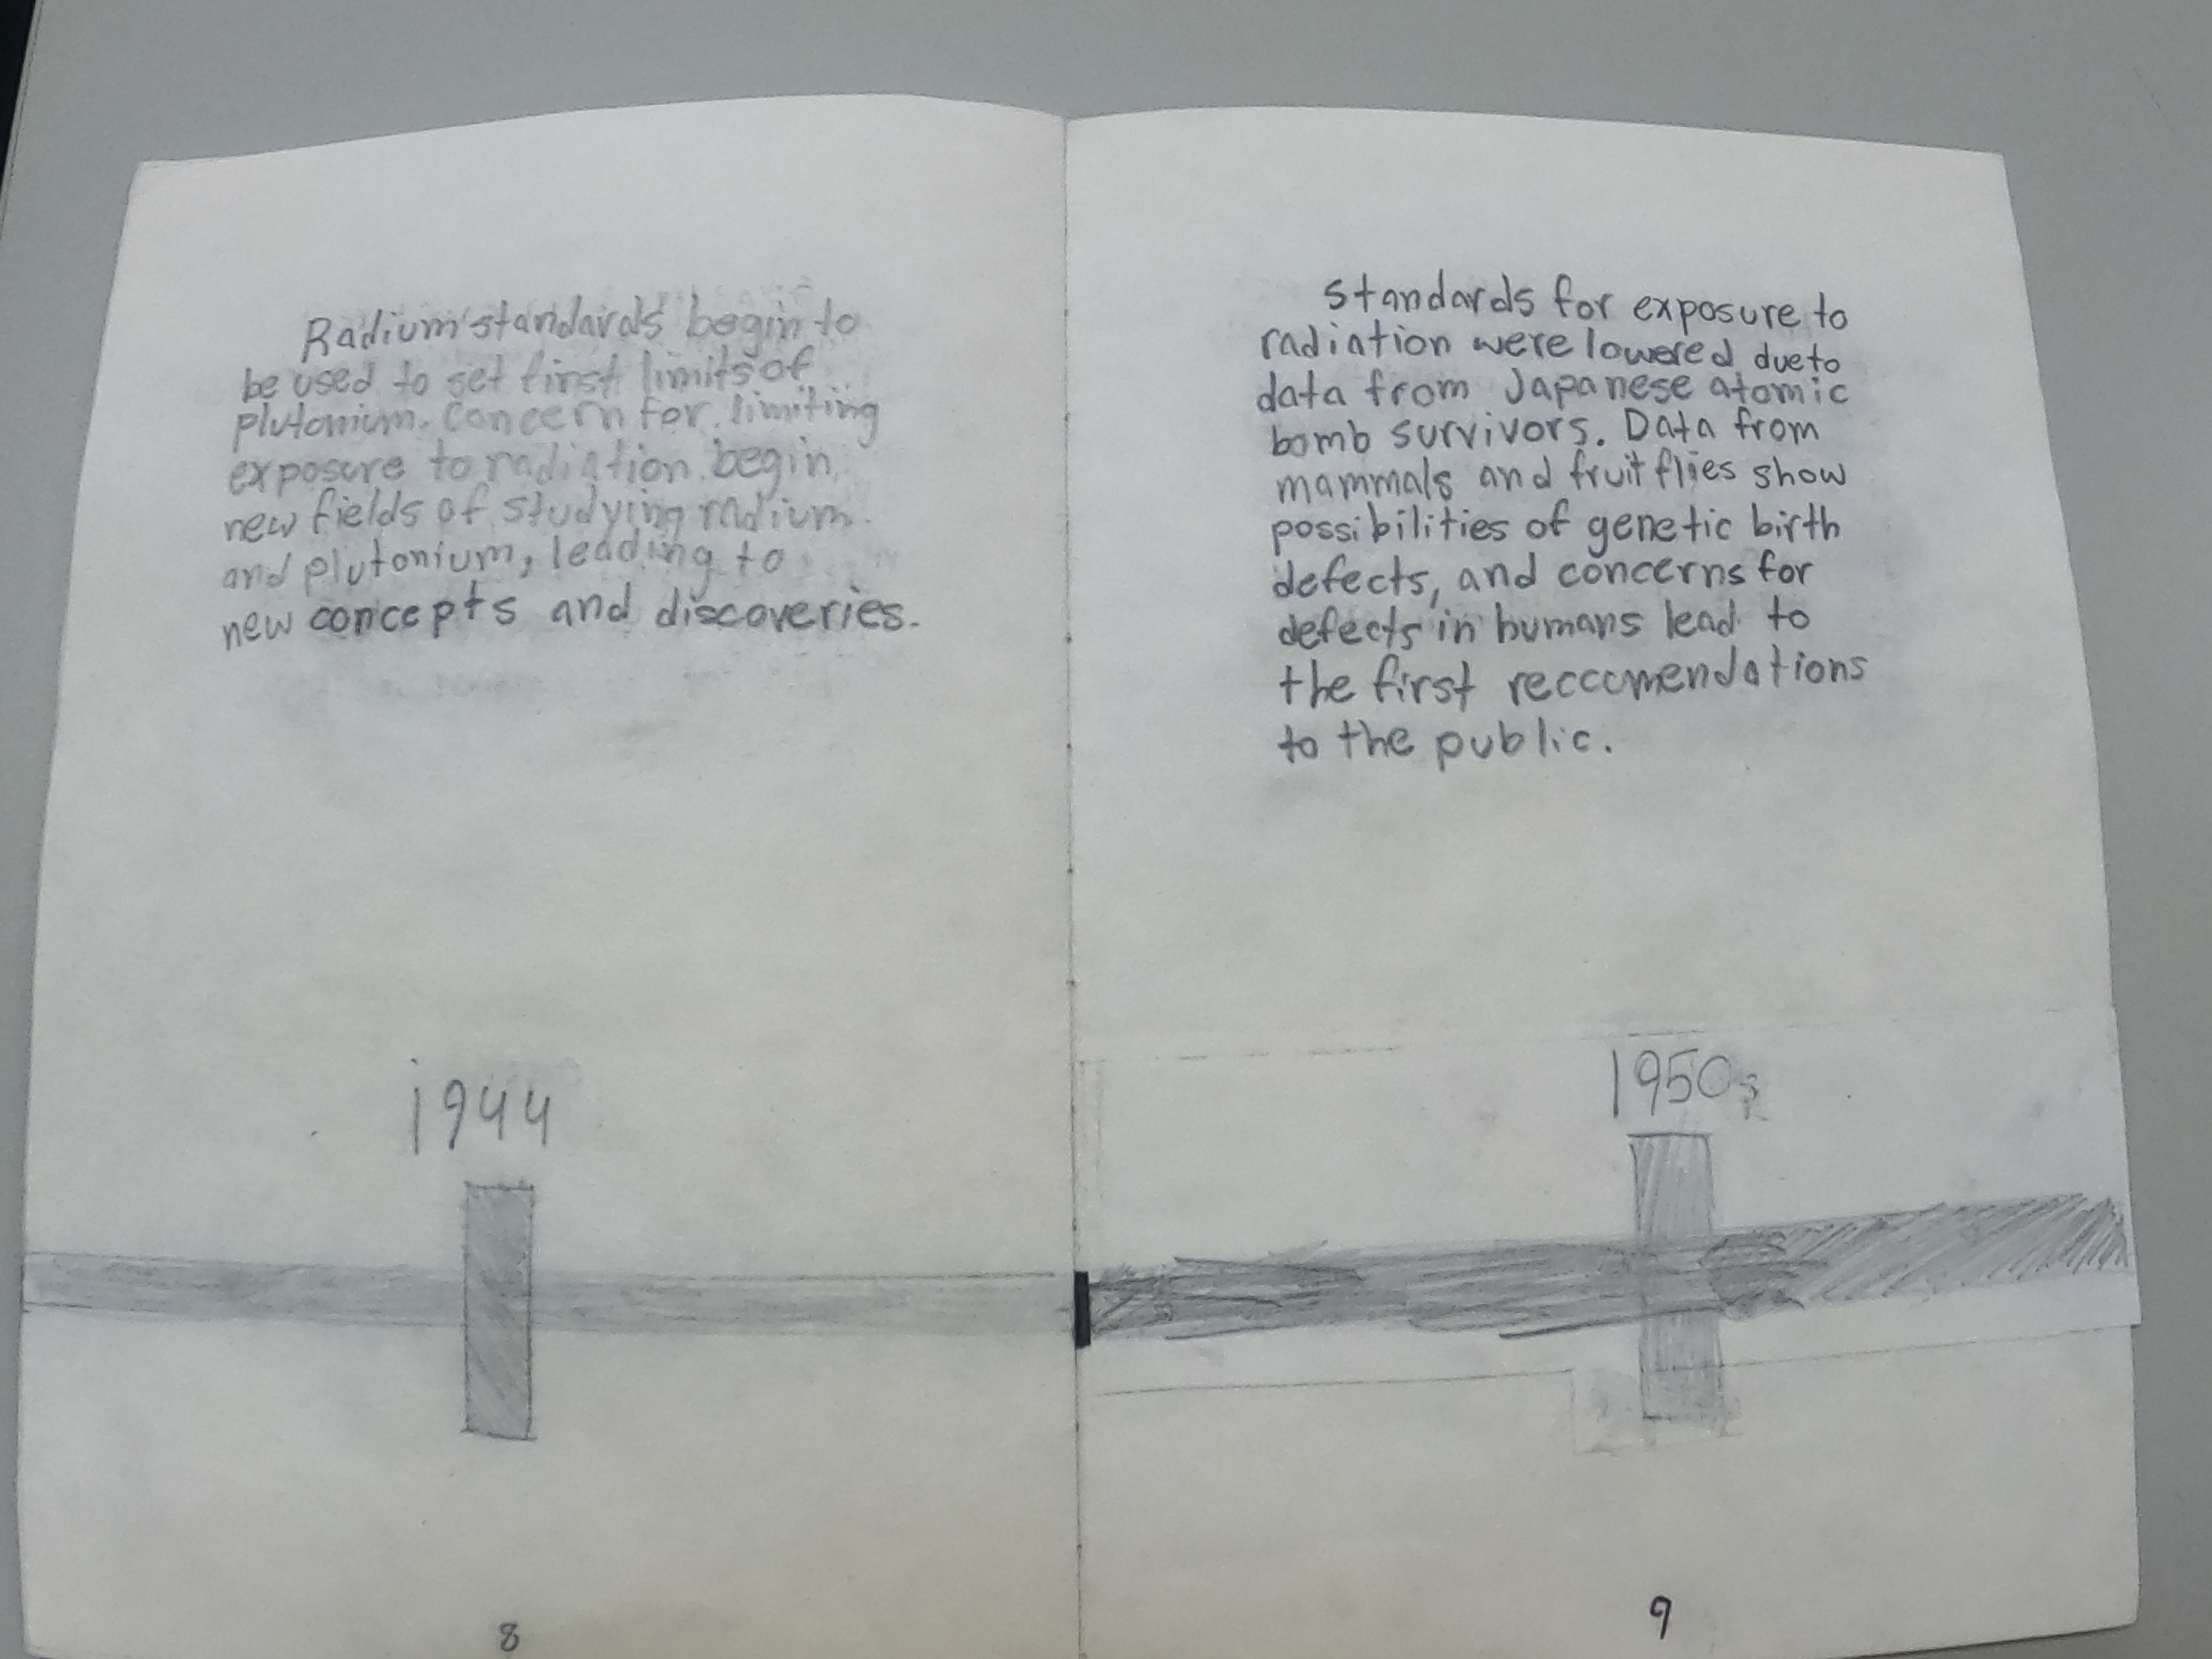 Radium standards begin to
be used to set first limits of
plutonium. Concern for limiting
exposure to radiation begin
new fields of studying radium
and plutonium, leading to
new concepts and discoveries.
1944
8
Standards for exposure to
radiation were lowered due to
data from Japanese atomic
bomb survivors. Data from
mammals and fruit flies show
possibilities of genetic birth
defects, and concerns for
defects in humans lead to
the first reccomendations
to the public.
1950s
9